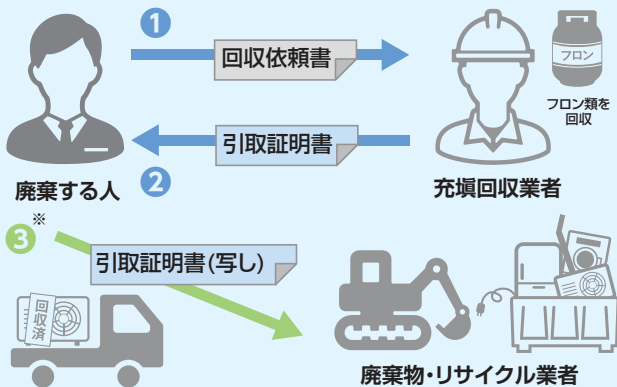 1
回収依頼書
フロン
フロン類を
回収
引取証明書
2
廃棄する人
充塡回収業者
3※
引取証明書(写し)
回収済
廃棄物・リサイクル業者